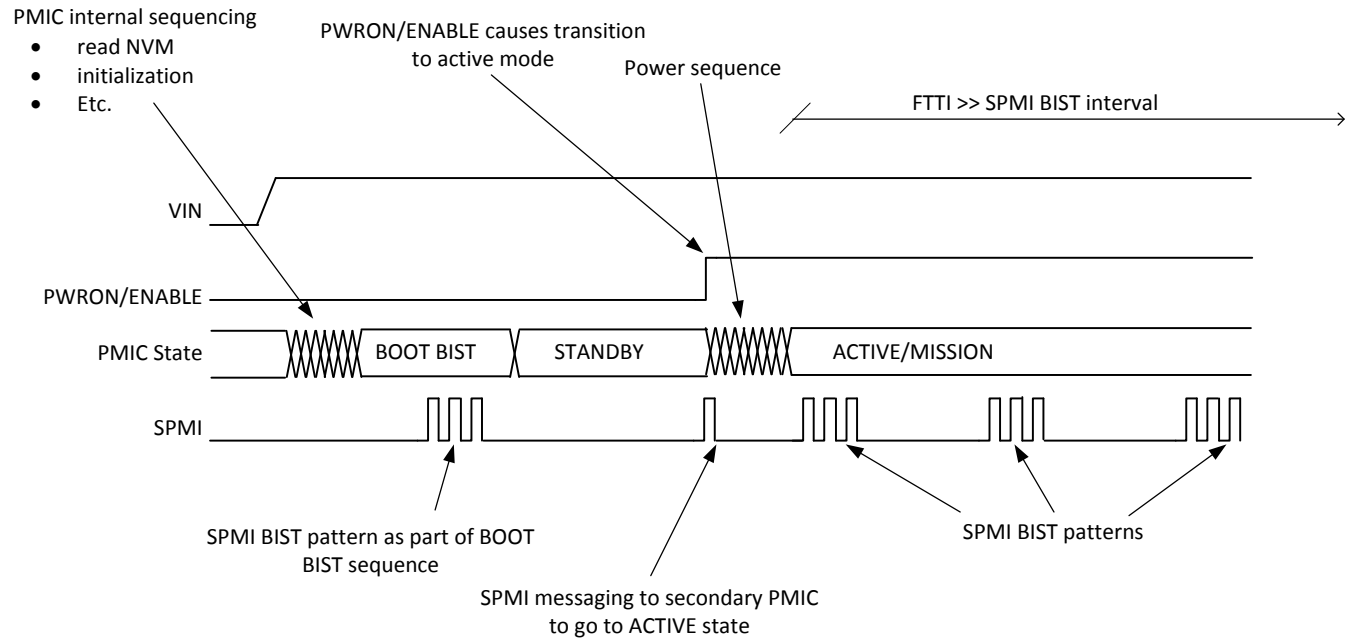 PMIC internal sequencing
• read NVM
• initialization
• Etc.
PWRON/ENABLE causes transition
to active mode
Power sequence
FTTI >> SPMI BIST interval
VIN
PWRON/ENABLE
PMIC State
BOOT BIST
STANDBY
ACTIVE/MISSION
SPMI
SPMI BIST pattern as part of BOOT
BIST sequence
SPMI BIST patterns
SPMI messaging to secondary PMIC
to go to ACTIVE state